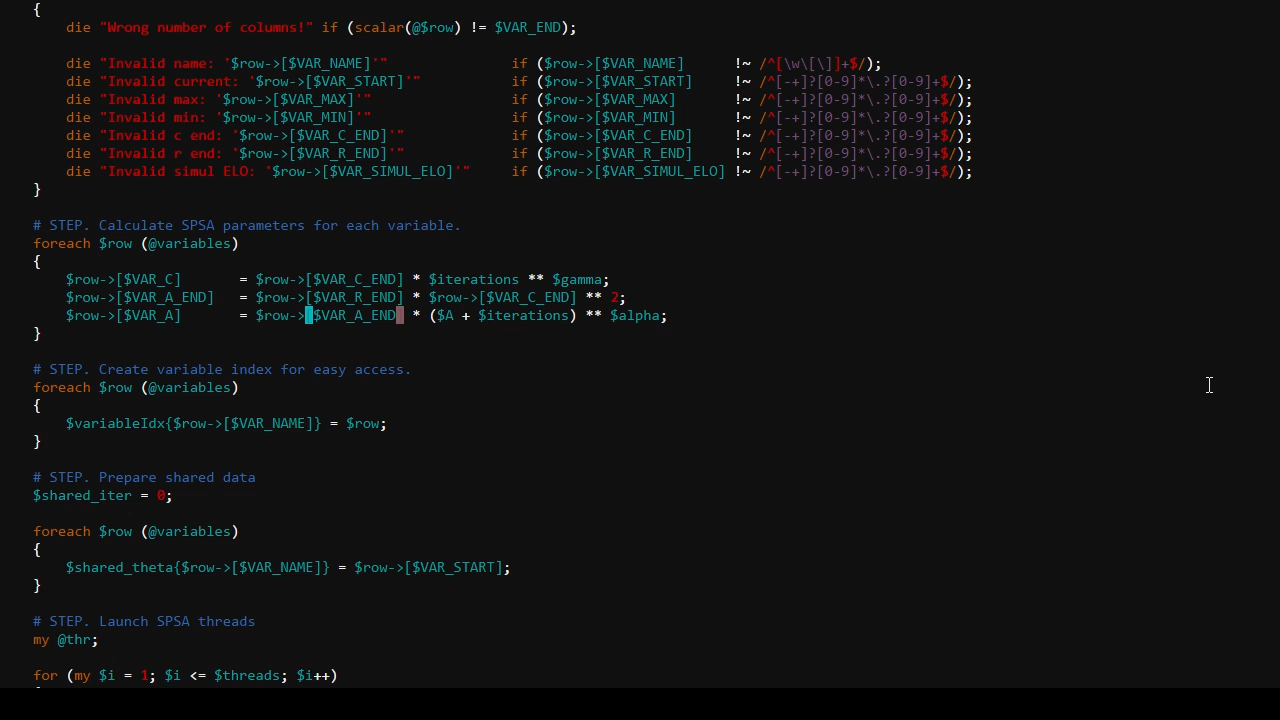 {
    die "Wrong number of columns!" if (scalar(@$row) != $VAR_END);

    die "Invalid name: '$row->[$VAR_NAME]'"               if ($row->[$VAR_NAME]      !~ /^[\w\[\]]+$/);
    die "Invalid current: '$row->[$VAR_START]'"           if ($row->[$VAR_START]     !~ /^[-+]?[0-9]*\.?[0-9]+$/);
    die "Invalid max: '$row->[$VAR_MAX]'"                 if ($row->[$VAR_MAX]       !~ /^[-+]?[0-9]*\.?[0-9]+$/);
    die "Invalid min: '$row->[$VAR_MIN]'"                 if ($row->[$VAR_MIN]       !~ /^[-+]?[0-9]*\.?[0-9]+$/);
    die "Invalid c end: '$row->[$VAR_C_END]'"             if ($row->[$VAR_C_END]     !~ /^[-+]?[0-9]*\.?[0-9]+$/);
    die "Invalid r end: '$row->[$VAR_R_END]'"             if ($row->[$VAR_R_END]     !~ /^[-+]?[0-9]*\.?[0-9]+$/);
    die "Invalid simul ELO: '$row->[$VAR_SIMUL_ELO]'"     if ($row->[$VAR_SIMUL_ELO] !~ /^[-+]?[0-9]*\.?[0-9]+$/);
}

# STEP. Calculate SPSA parameters for each variable.
foreach $row (@variables)
{
    $row->[$VAR_C]       = $row->[$VAR_C_END] * $iterations ** $gamma;
    $row->[$VAR_A_END]   = $row->[$VAR_R_END] * $row->[$VAR_C_END] ** 2;
    $row->[$VAR_A]       = $row->[$VAR_A_END] * ($A + $iterations) ** $alpha;
}

# STEP. Create variable index for easy access.
foreach $row (@variables)
{
    $variableIdx{$row->[$VAR_NAME]} = $row;
}

# STEP. Prepare shared data
$shared_iter = 0;

foreach $row (@variables)
{
    $shared_theta{$row->[$VAR_NAME]} = $row->[$VAR_START];
}

# STEP. Launch SPSA threads
my @thr;

for (my $i = 1; $i <= $threads; $i++)